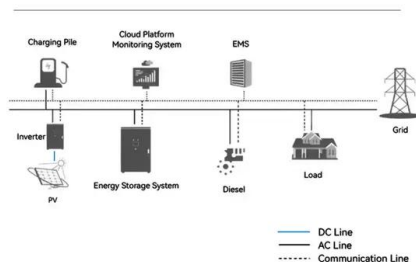 Charging Pile
Cloud Platform
Monitoring System
EMS
Grid
Inverter
PV
Energy Storage System
Diesel
Load
DC Line
AC Line
Communication Line